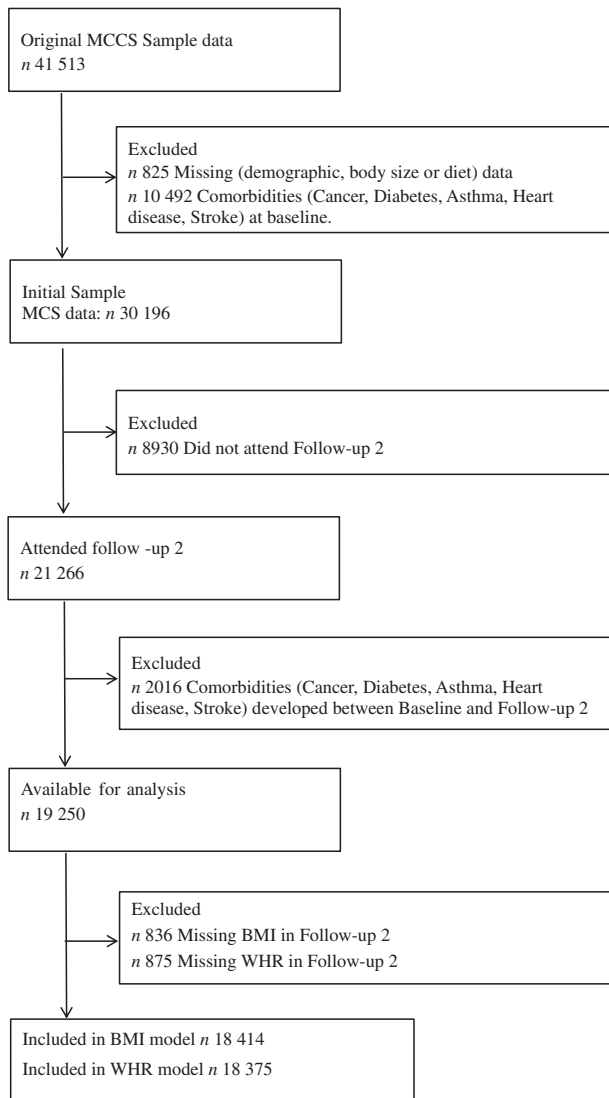 Original MCCS Sample data
n 41 513
Excluded
n 825 Missing (demographic, body size or diet) data
n 10 492 Comorbidities (Cancer, Diabetes, Asthma, Heart
disease, Stroke) at baseline.
Initial Sample
MCS data: n 30 196
Excluded
n 8930 Did not attend Follow-up 2
Attended follow -up 2
n 21 266
Excluded
n 2016 Comorbidities (Cancer, Diabetes, Asthma, Heart
disease, Stroke) developed between Baseline and Follow-up 2
Available for analysis
n 19 250
Excluded
n 836 Missing BMI in Follow-up 2
n 875 Missing WHR in Follow-up 2
Included in BMI model n 18 414
Included in WHR model n 18 375